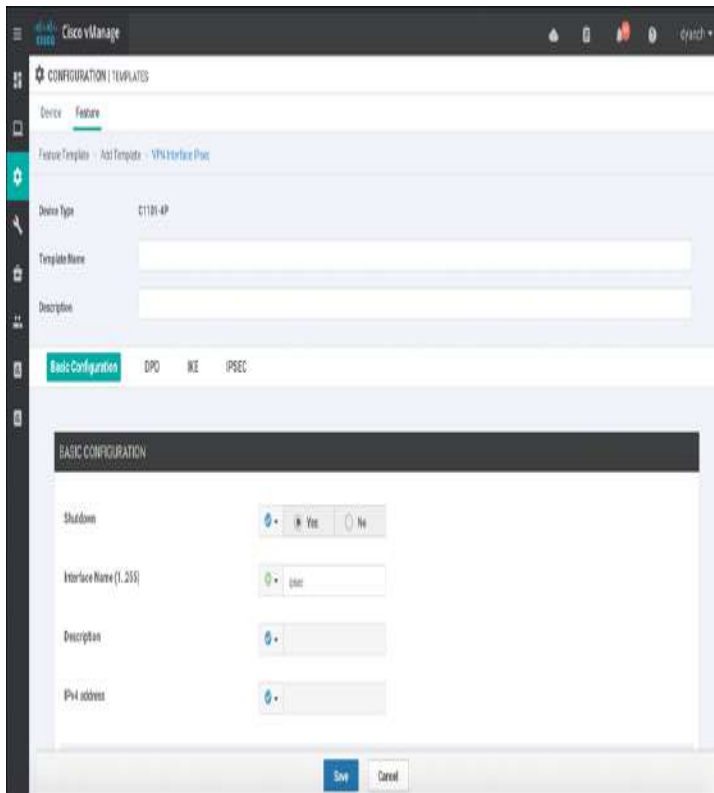 CISCO Cisco vManage
CONFIGURATION | TEMPLATES
Device Feature
Feature Template Add Template VPN Interface IPsec
Device Type C1101-4P
Template Name
Description
Basic Configuration DPD IKE IPSEC
BASIC CONFIGURATION
Shutdown Yes No
Interface Name (1..255) ipsec
Description
IPv4 address
Save Cancel